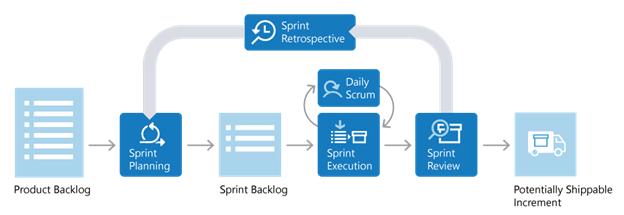 Sprint
Retrospective
Daily
Scrum
Sprint
Planning
Sprint
Execution
Sprint
Review
Product Backlog
Sprint Backlog
Potentially Shippable
Increment